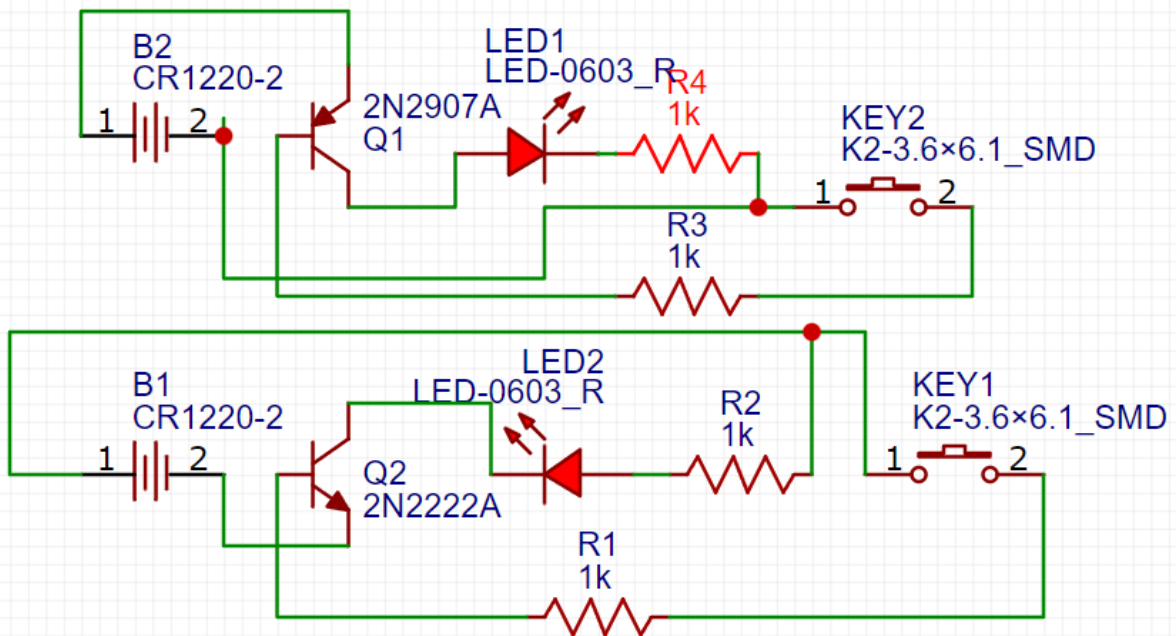 B2
CR1220-2
1
2
2N2907A
Q1
LED1
LED-0603_R
R4
1k
KEY2
K2-3.6×6.1_SMD
1
2
R3
1k
B1
CR1220-2
1
2
Q2
2N2222A
LED2
LED-0603_R
R2
1k
KEY1
K2-3.6×6.1_SMD
1
2
R1
1k